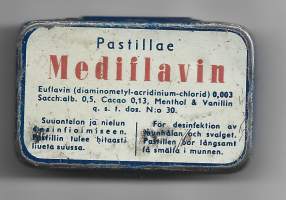 Pastillae
Mediflavin
Euflavin (diaminometyl-acridinium-chlorid) 0,003
Sacch:alb. 0,5, Cacao 0,13, Menthol & Vanillin
q. s. f. dos. N:o 30.
Suuontelon ja nielun
desinfioimiseen.
Pastillin tulee hitaasti
liueta suussa.
För desinfektion av
munhålan och svalget.
Pastillen bör långsamt
få smälta i munnen.